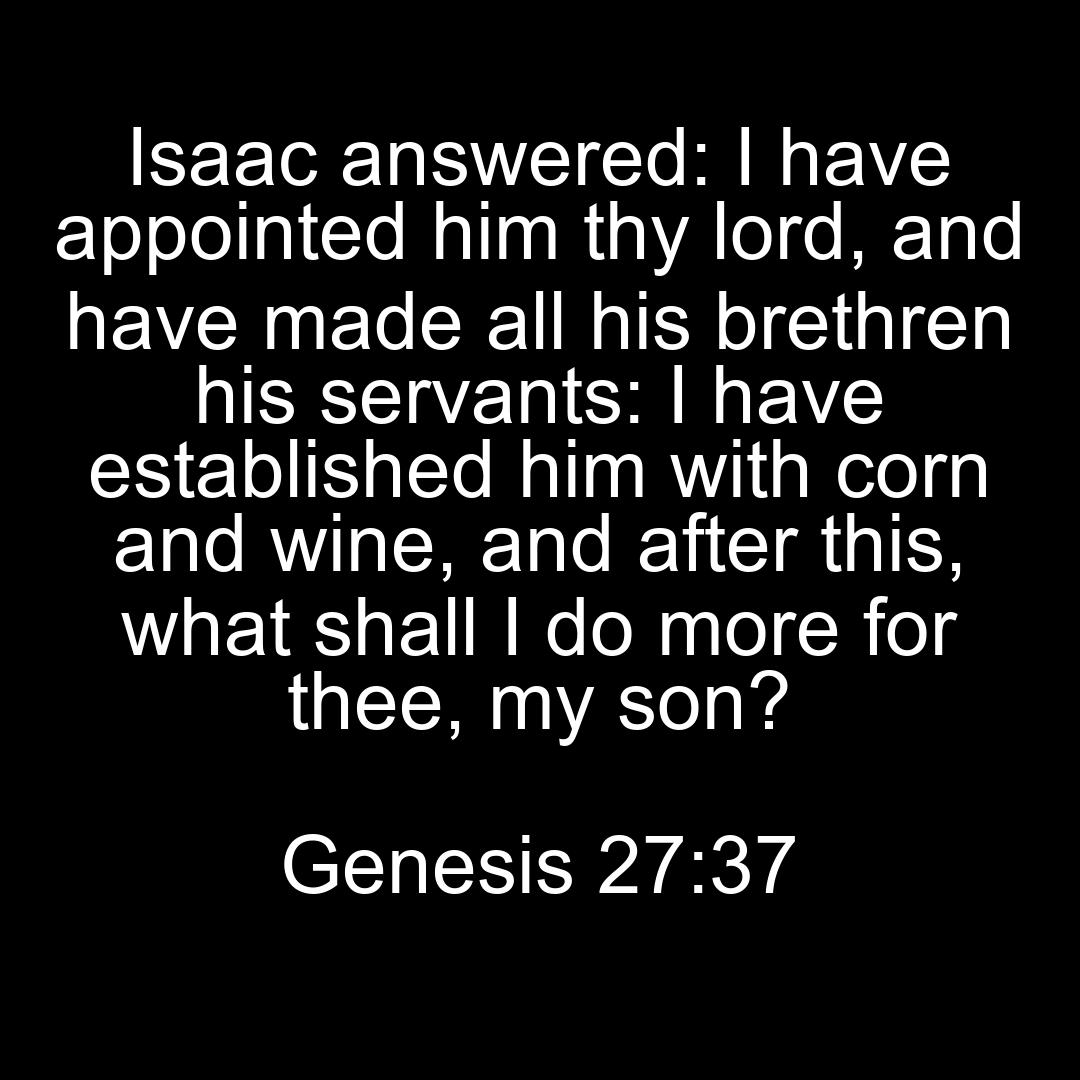 Isaac answered: I have
appointed him thy lord, and
have made all his brethren
his servants: I have
established him with corn
and wine, and after this,
what shall I do more for
thee, my son?
Genesis 27:37